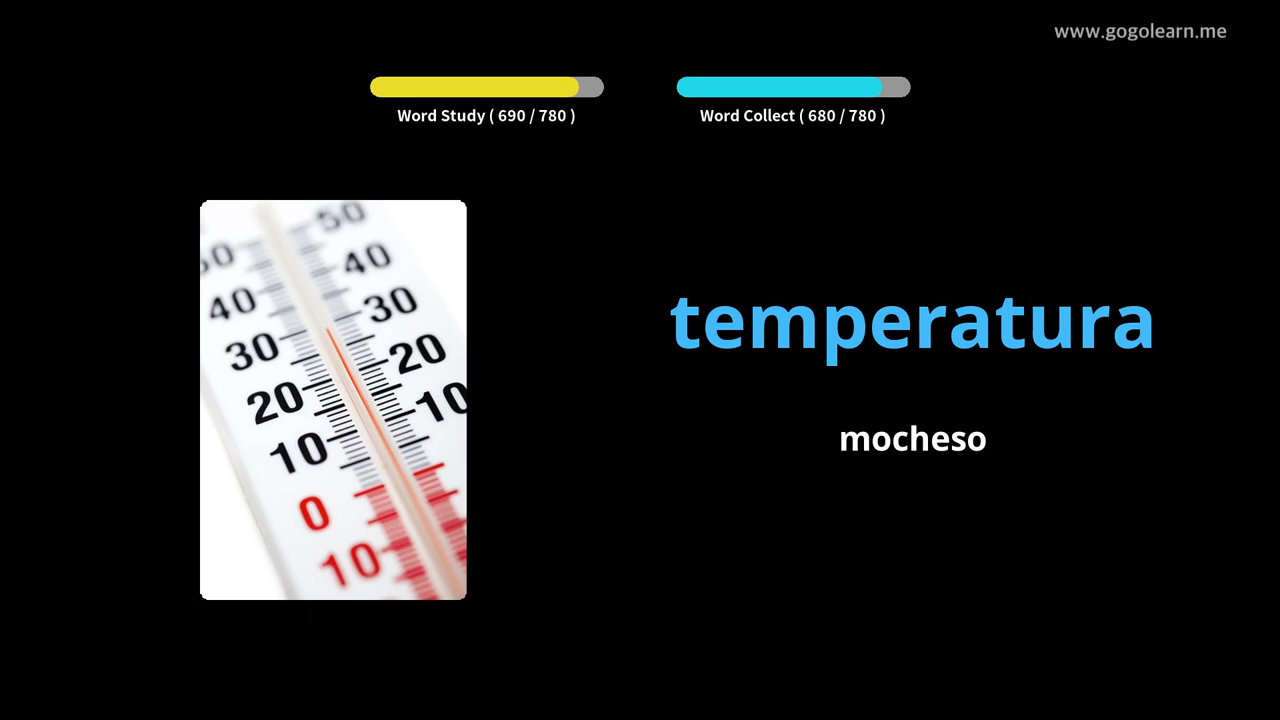 www.gogolearn.me
Word Study ( 690 / 780 )
Word Collect ( 680 / 780 )
50
50
40
40
30
30
20
20
10
10
0
10
temperatura
mocheso